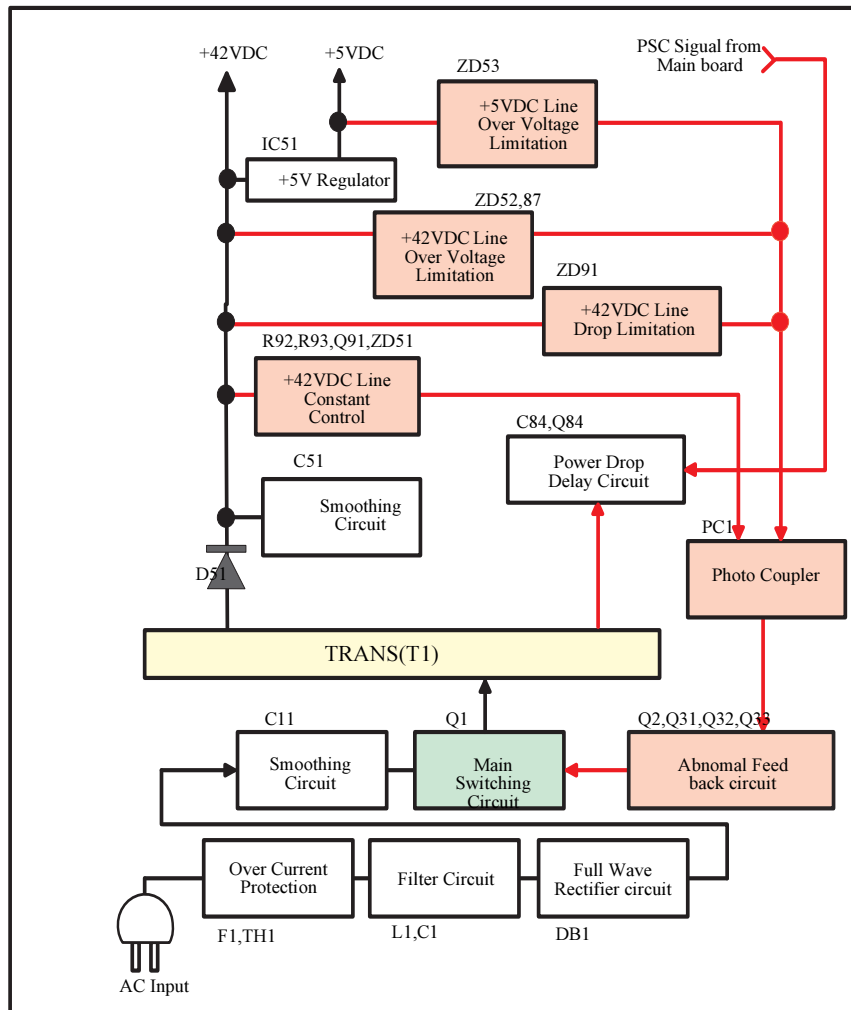 +42VDC
+5VDC
PSC Sigual from
Main board
ZD53
+5VDC Line
Over Voltage
Limitation
IC51
+5V Regulator
ZD52,87
+42VDC Line
Over Voltage
Limitation
ZD91
+42VDC Line
Drop Limitation
R92,R93,Q91,ZD51
+42VDC Line
Constant
Control
C84,Q84
Power Drop
Delay Circuit
C51
Smoothing
Circuit
PC1
Photo Coupler
D51
TRANS(T1)
C11
Smoothing
Circuit
Q1
Main
Switching
Circuit
Q2,Q31,Q32,Q33
Abnomal Feed
back circuit
Over Current
Protection
F1,TH1
Filter Circuit
L1,C1
Full Wave
Rectifier circuit
DB1
AC Input